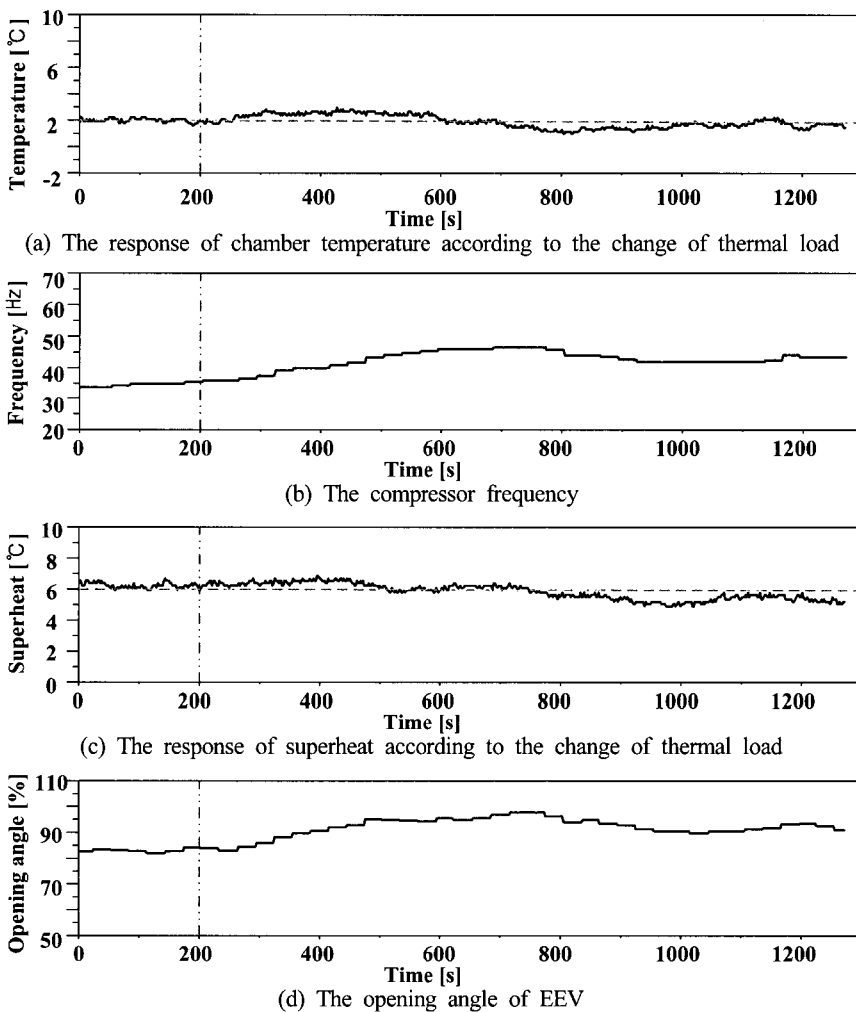 Temperature [℃]
10
6
2
-2
0 200 400 600 800 1000 1200
Time [s]
(a) The response of chamber temperature according to the change of thermal load
Frequency [Hz]
70
60
50
40
30
20
0 200 400 600 800 1000 1200
Time [s]
(b) The compressor frequency
Superheat [℃]
10
8
6
4
2
0
0 200 400 600 800 1000 1200
Time [s]
(c) The response of superheat according to the change of thermal load
Opening angle [%]
110
90
70
50
0 200 400 600 800 1000 1200
Time [s]
(d) The opening angle of EEV